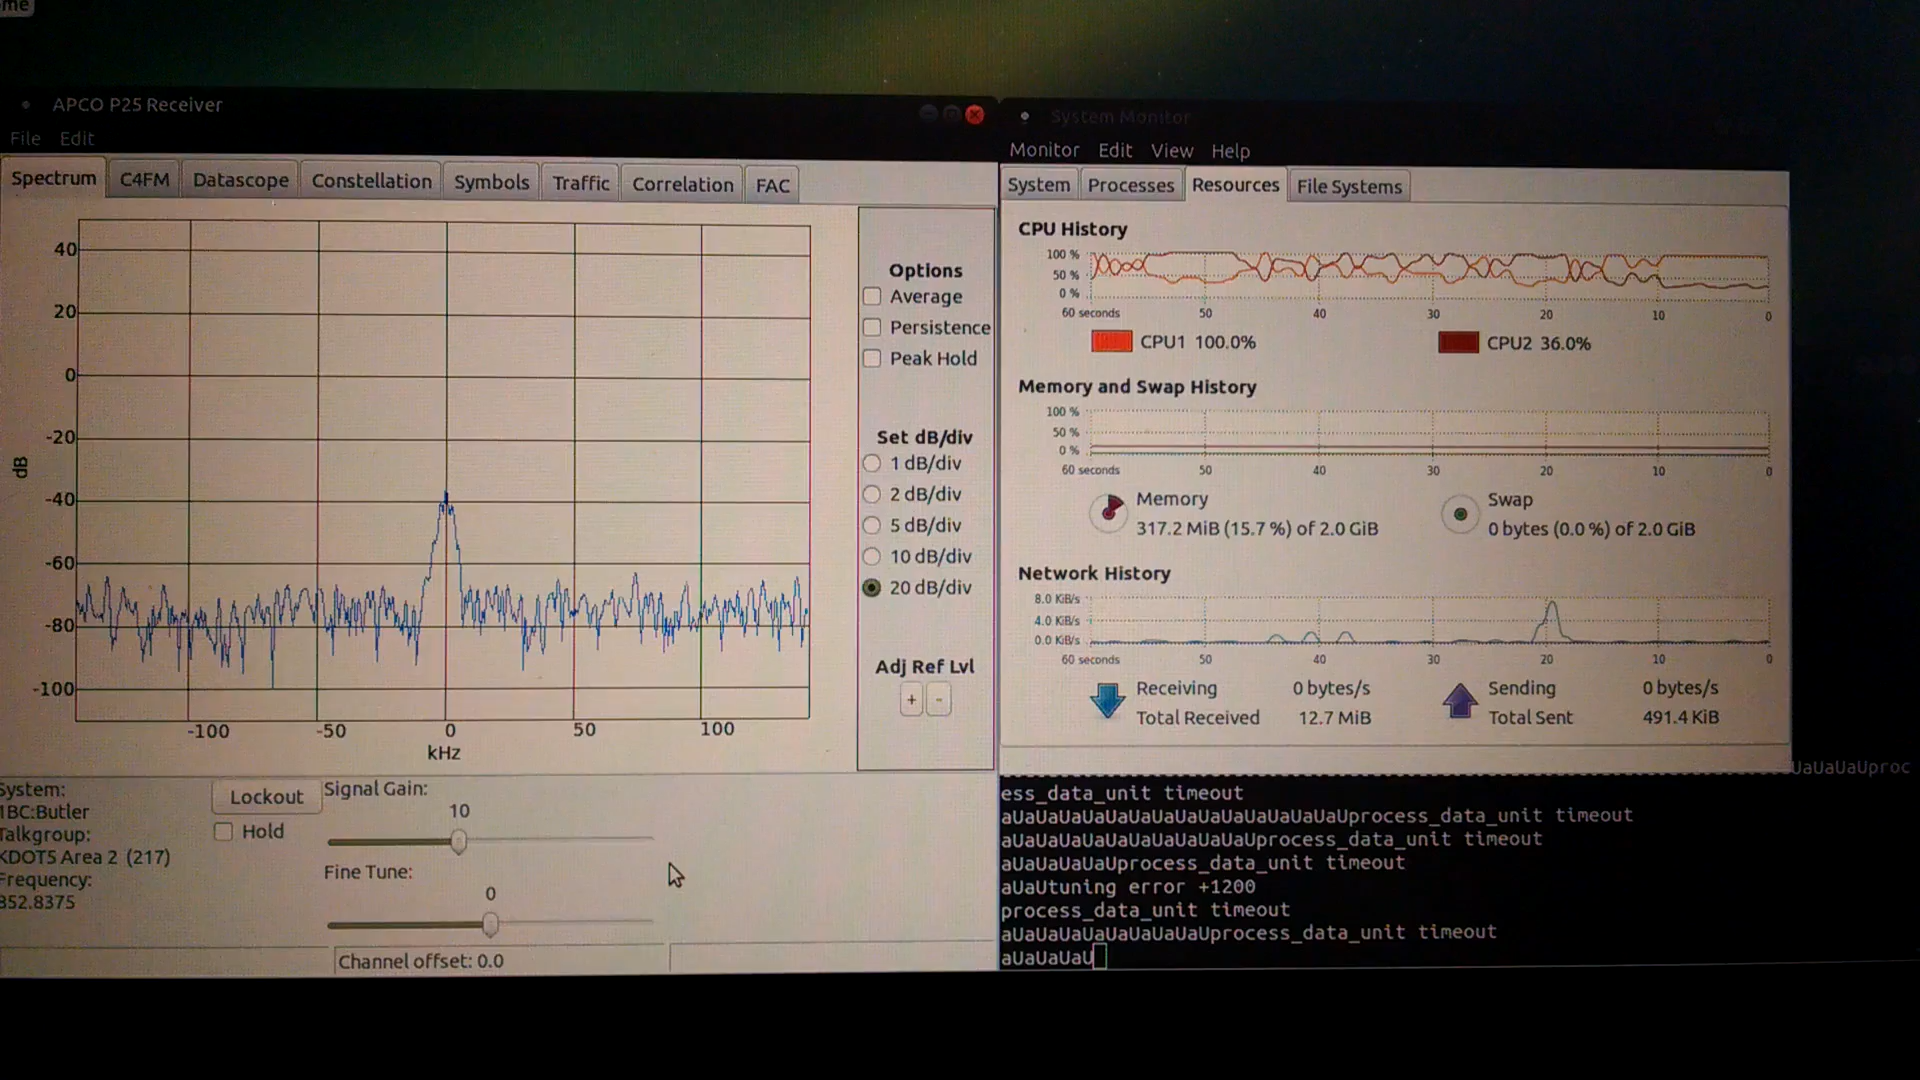 ome
APCO P25 Receiver
File Edit
Spectrum C4FM Datascope Constellation Symbols Traffic Correlation FAC
40
20
0
-20
-40
-60
-80
-100
dB
-100 -50 0 50 100
kHz
Options
Average
Persistence
Peak Hold
Set dB/div
1 dB/div
2 dB/div
5 dB/div
10 dB/div
20 dB/div
Adj Ref Lvl
+ -
System:
1BC:Butler
Talkgroup:
KDOT5 Area 2 (217)
Frequency:
852.8375
Lockout
Hold
Signal Gain:
10
Fine Tune:
0
Channel offset: 0.0
System Monitor
Monitor Edit View Help
System Processes Resources File Systems
CPU History
100 %
50 %
0 %
60 seconds 50 40 30 20 10 0
CPU1 100.0% CPU2 36.0%
Memory and Swap History
100 %
50 %
0 %
60 seconds 50 40 30 20 10 0
Memory
317.2 MiB (15.7 %) of 2.0 GiB
Swap
0 bytes (0.0 %) of 2.0 GiB
Network History
8.0 KiB/s
4.0 KiB/s
0.0 KiB/s
60 seconds 50 40 30 20 10 0
Receiving 0 bytes/s
Total Received 12.7 MiB
Sending 0 bytes/s
Total Sent 491.4 KiB
UaUaUaUproc
ess_data_unit timeout
aUaUaUaUaUaUaUaUaUaUaUaUaUaUaUprocess_data_unit timeout
aUaUaUaUaUaUaUaUaUaUaUprocess_data_unit timeout
aUaUaUaUaUprocess_data_unit timeout
aUaUtuning error +1200
process_data_unit timeout
aUaUaUaUaUaUaUaUaUprocess_data_unit timeout
aUaUaUaU